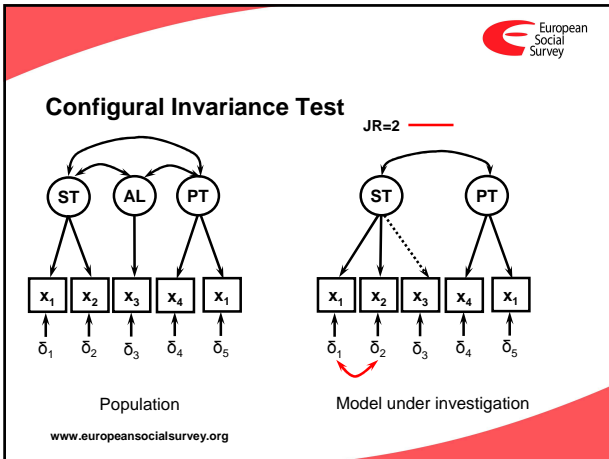 European
Social
Survey
Configural Invariance Test
JR=2
ST AL PT
x₁ x₂ x₃ x₄ x₁
δ₁ δ₂ δ₃ δ₄ δ₅
Population
ST PT
x₁ x₂ x₃ x₄ x₁
δ₁ δ₂ δ₃ δ₄ δ₅
Model under investigation
www.europeansocialsurvey.org